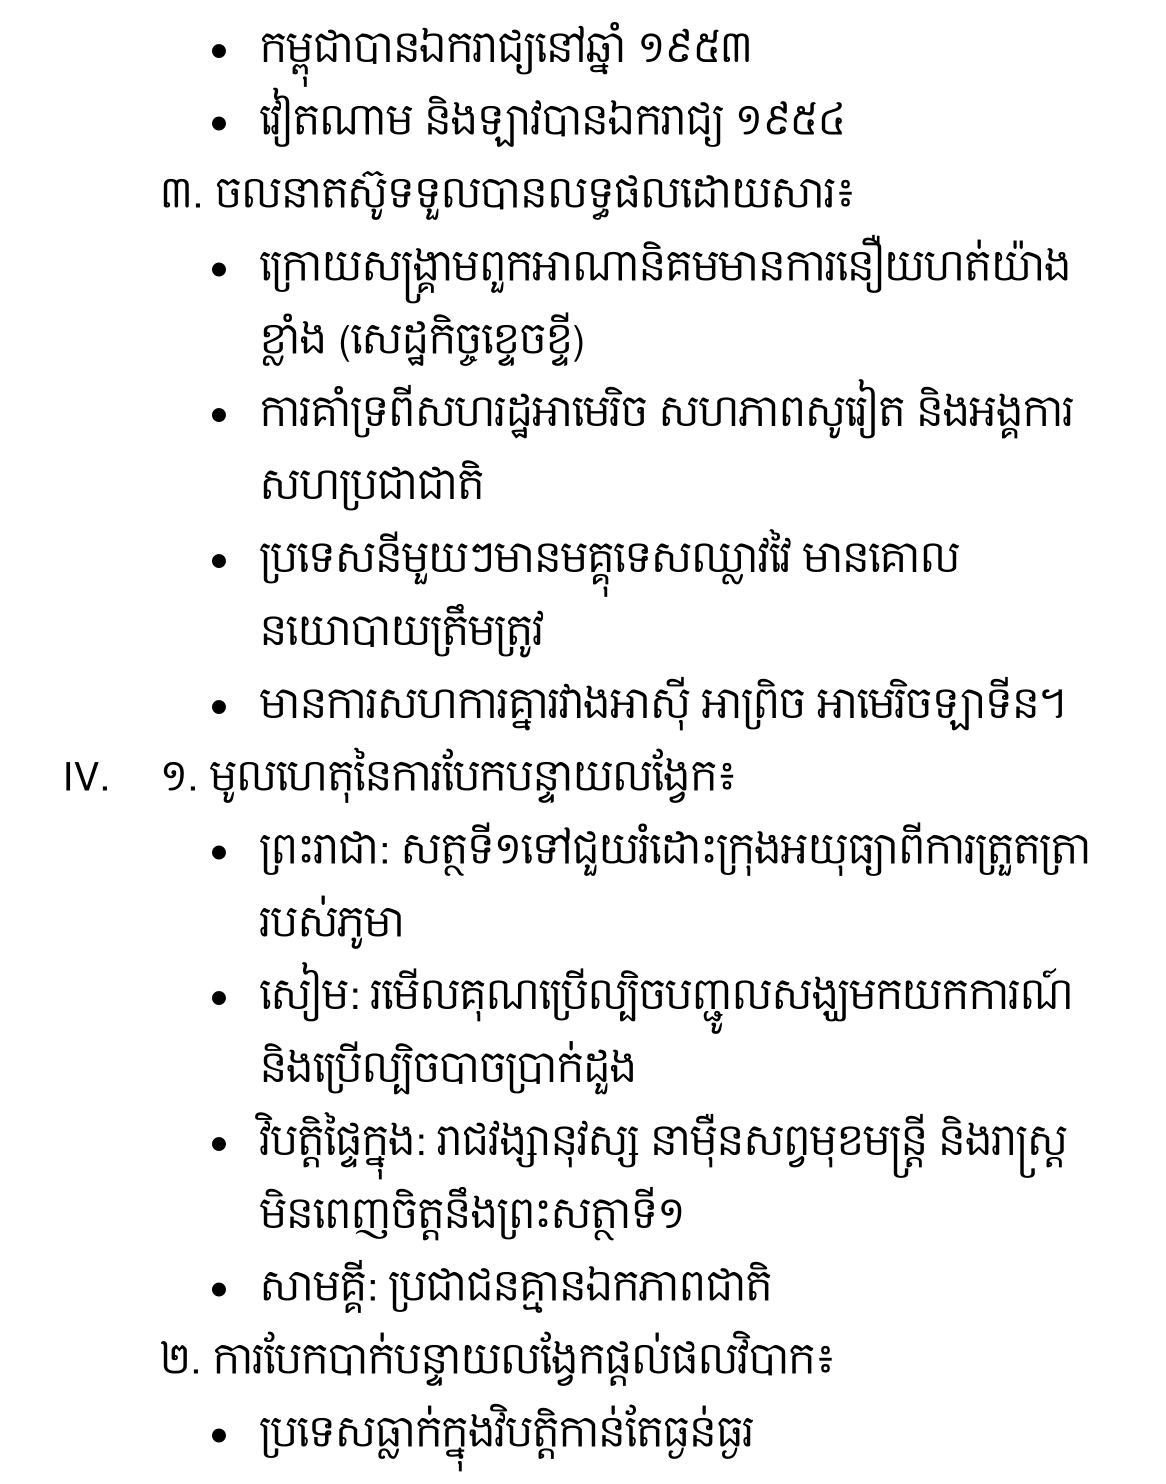 • កម្ពុជាបានឯករាជ្យនៅឆ្នាំ ១៩៥៣
• វៀតណាម និងឡាវបានឯករាជ្យ ១៩៥៤
៣. ចលនាតស៊ូទទួលបានលទ្ធផលដោយសារ៖
• ក្រោយសង្គ្រាមពួកអាណានិគមមានការនឿយហត់យ៉ាង
ខ្លាំង (សេដ្ឋកិច្ចខ្ទេចខ្ទី)
• ការគាំទ្រពីសហរដ្ឋអាមេរិច សហភាពសូវៀត និងអង្គការ
សហប្រជាជាតិ
• ប្រទេសនីមួយៗមានមគ្គុទេសឈ្លាវវៃ មានគោល
នយោបាយត្រឹមត្រូវ
• មានការសហការគ្នារវាងអាស៊ី អាព្រិច អាមេរិចឡាទីន។
IV. ១. មូលហេតុនៃការបែកបន្ទាយលង្វែក៖
• ព្រះរាជា: សត្ថទី១ទៅជួយរំដោះក្រុងអយុធ្យាពីការត្រួតត្រា
របស់ភូមា
• សៀម: រមើលគុណប្រើល្បិចបញ្ជូលសង្ឃមកយកការណ៍
និងប្រើល្បិចបាចប្រាក់ដួង
• វិបត្តិផ្ទៃក្នុង: រាជវង្សានុវស្ស នាម៉ឺនសព្វមុខមន្ត្រី និងរាស្ត្រ
មិនពេញចិត្តនឹងព្រះសត្ថាទី១
• សាមគ្គី: ប្រជាជនគ្មានឯកភាពជាតិ
២. ការបែកបាក់បន្ទាយលង្វែកផ្តល់ផលវិបាក៖
• ប្រទេសធ្លាក់ក្នុងវិបត្តិកាន់តែធ្ងន់ធ្ងរ